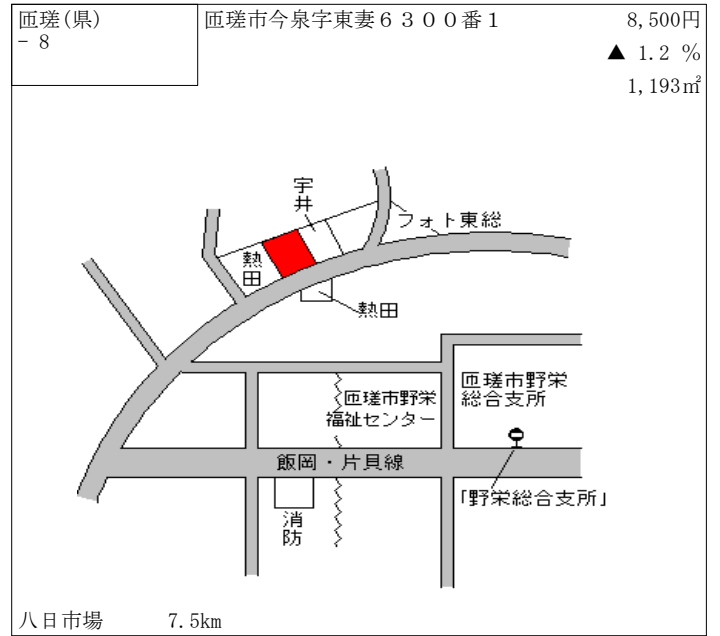 匝瑳(県)
－ 8
匝瑳市今泉字東妻６３００番１
8,500円
▲ 1.2 %
1,193㎡
宇井
フォト東総
熱田
熱田
匝瑳市野栄
総合支所
匝瑳市野栄
福祉センター
飯岡・片貝線
「野栄総合支所」
消防
八日市場 7.5km